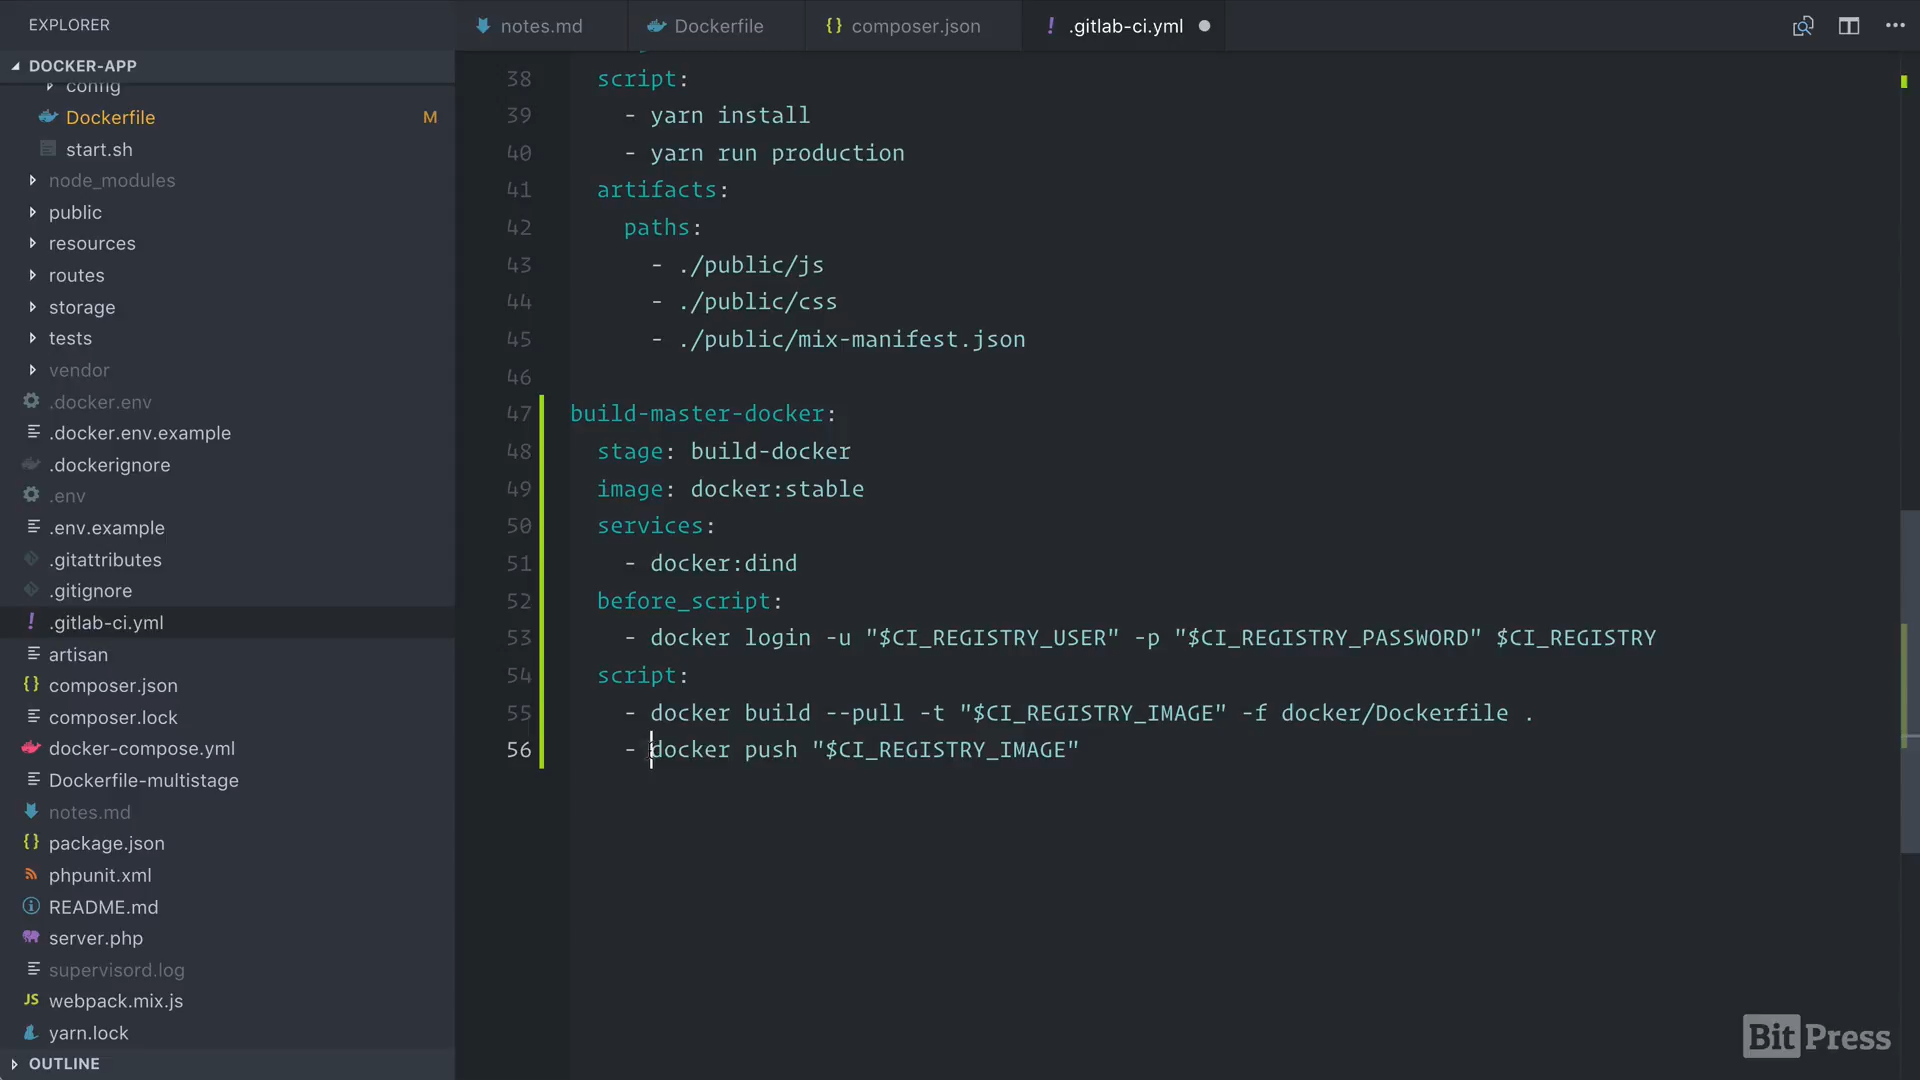 EXPLORER
DOCKER-APP
config
Dockerfile M
start.sh
node_modules
public
resources
routes
storage
tests
vendor
.docker.env
.docker.env.example
.dockerignore
.env
.env.example
.gitattributes
.gitignore
! .gitlab-ci.yml
artisan
{} composer.json
composer.lock
docker-compose.yml
Dockerfile-multistage
notes.md
{} package.json
phpunit.xml
README.md
server.php
supervisord.log
JS webpack.mix.js
yarn.lock
OUTLINE
notes.md
Dockerfile
{} composer.json
! .gitlab-ci.yml
38 script:
39 - yarn install
40 - yarn run production
41 artifacts:
42 paths:
43 - ./public/js
44 - ./public/css
45 - ./public/mix-manifest.json
46
47 build-master-docker:
48 stage: build-docker
49 image: docker:stable
50 services:
51 - docker:dind
52 before_script:
53 - docker login -u "$CI_REGISTRY_USER" -p "$CI_REGISTRY_PASSWORD" $CI_REGISTRY
54 script:
55 - docker build --pull -t "$CI_REGISTRY_IMAGE" -f docker/Dockerfile .
56 - docker push "$CI_REGISTRY_IMAGE"
Bit Press